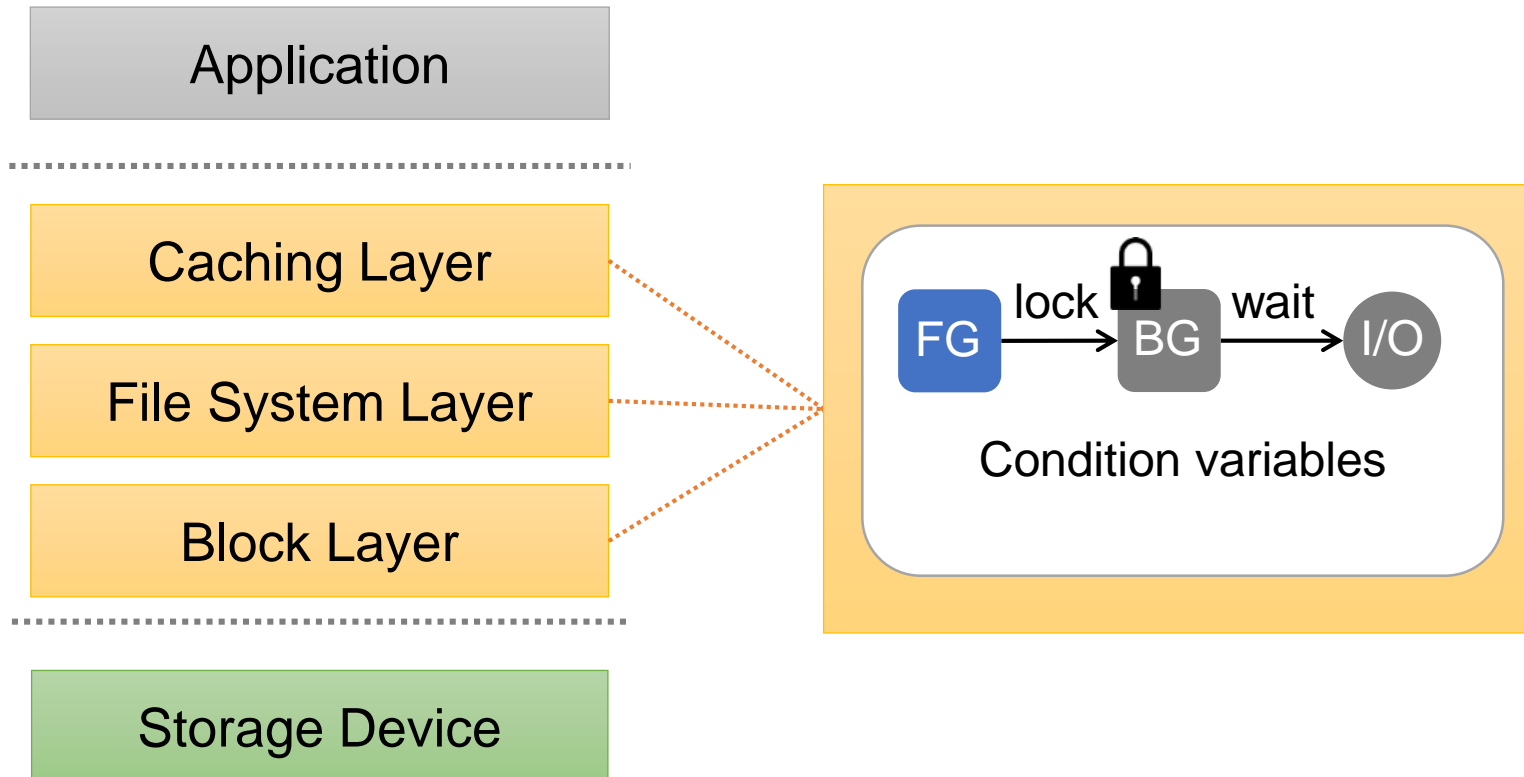 Application
Caching Layer
File System Layer
Block Layer
Storage Device
FG lock BG wait I/O
Condition variables